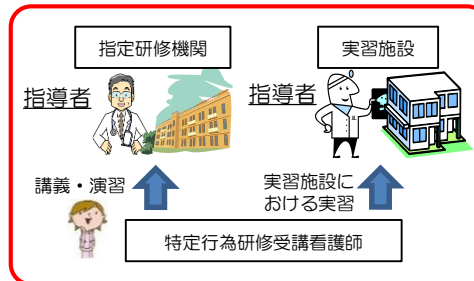 指定研修機関
実習施設
指導者
指導者
講義・演習
実習施設に
おける実習
特定行為研修受講看護師